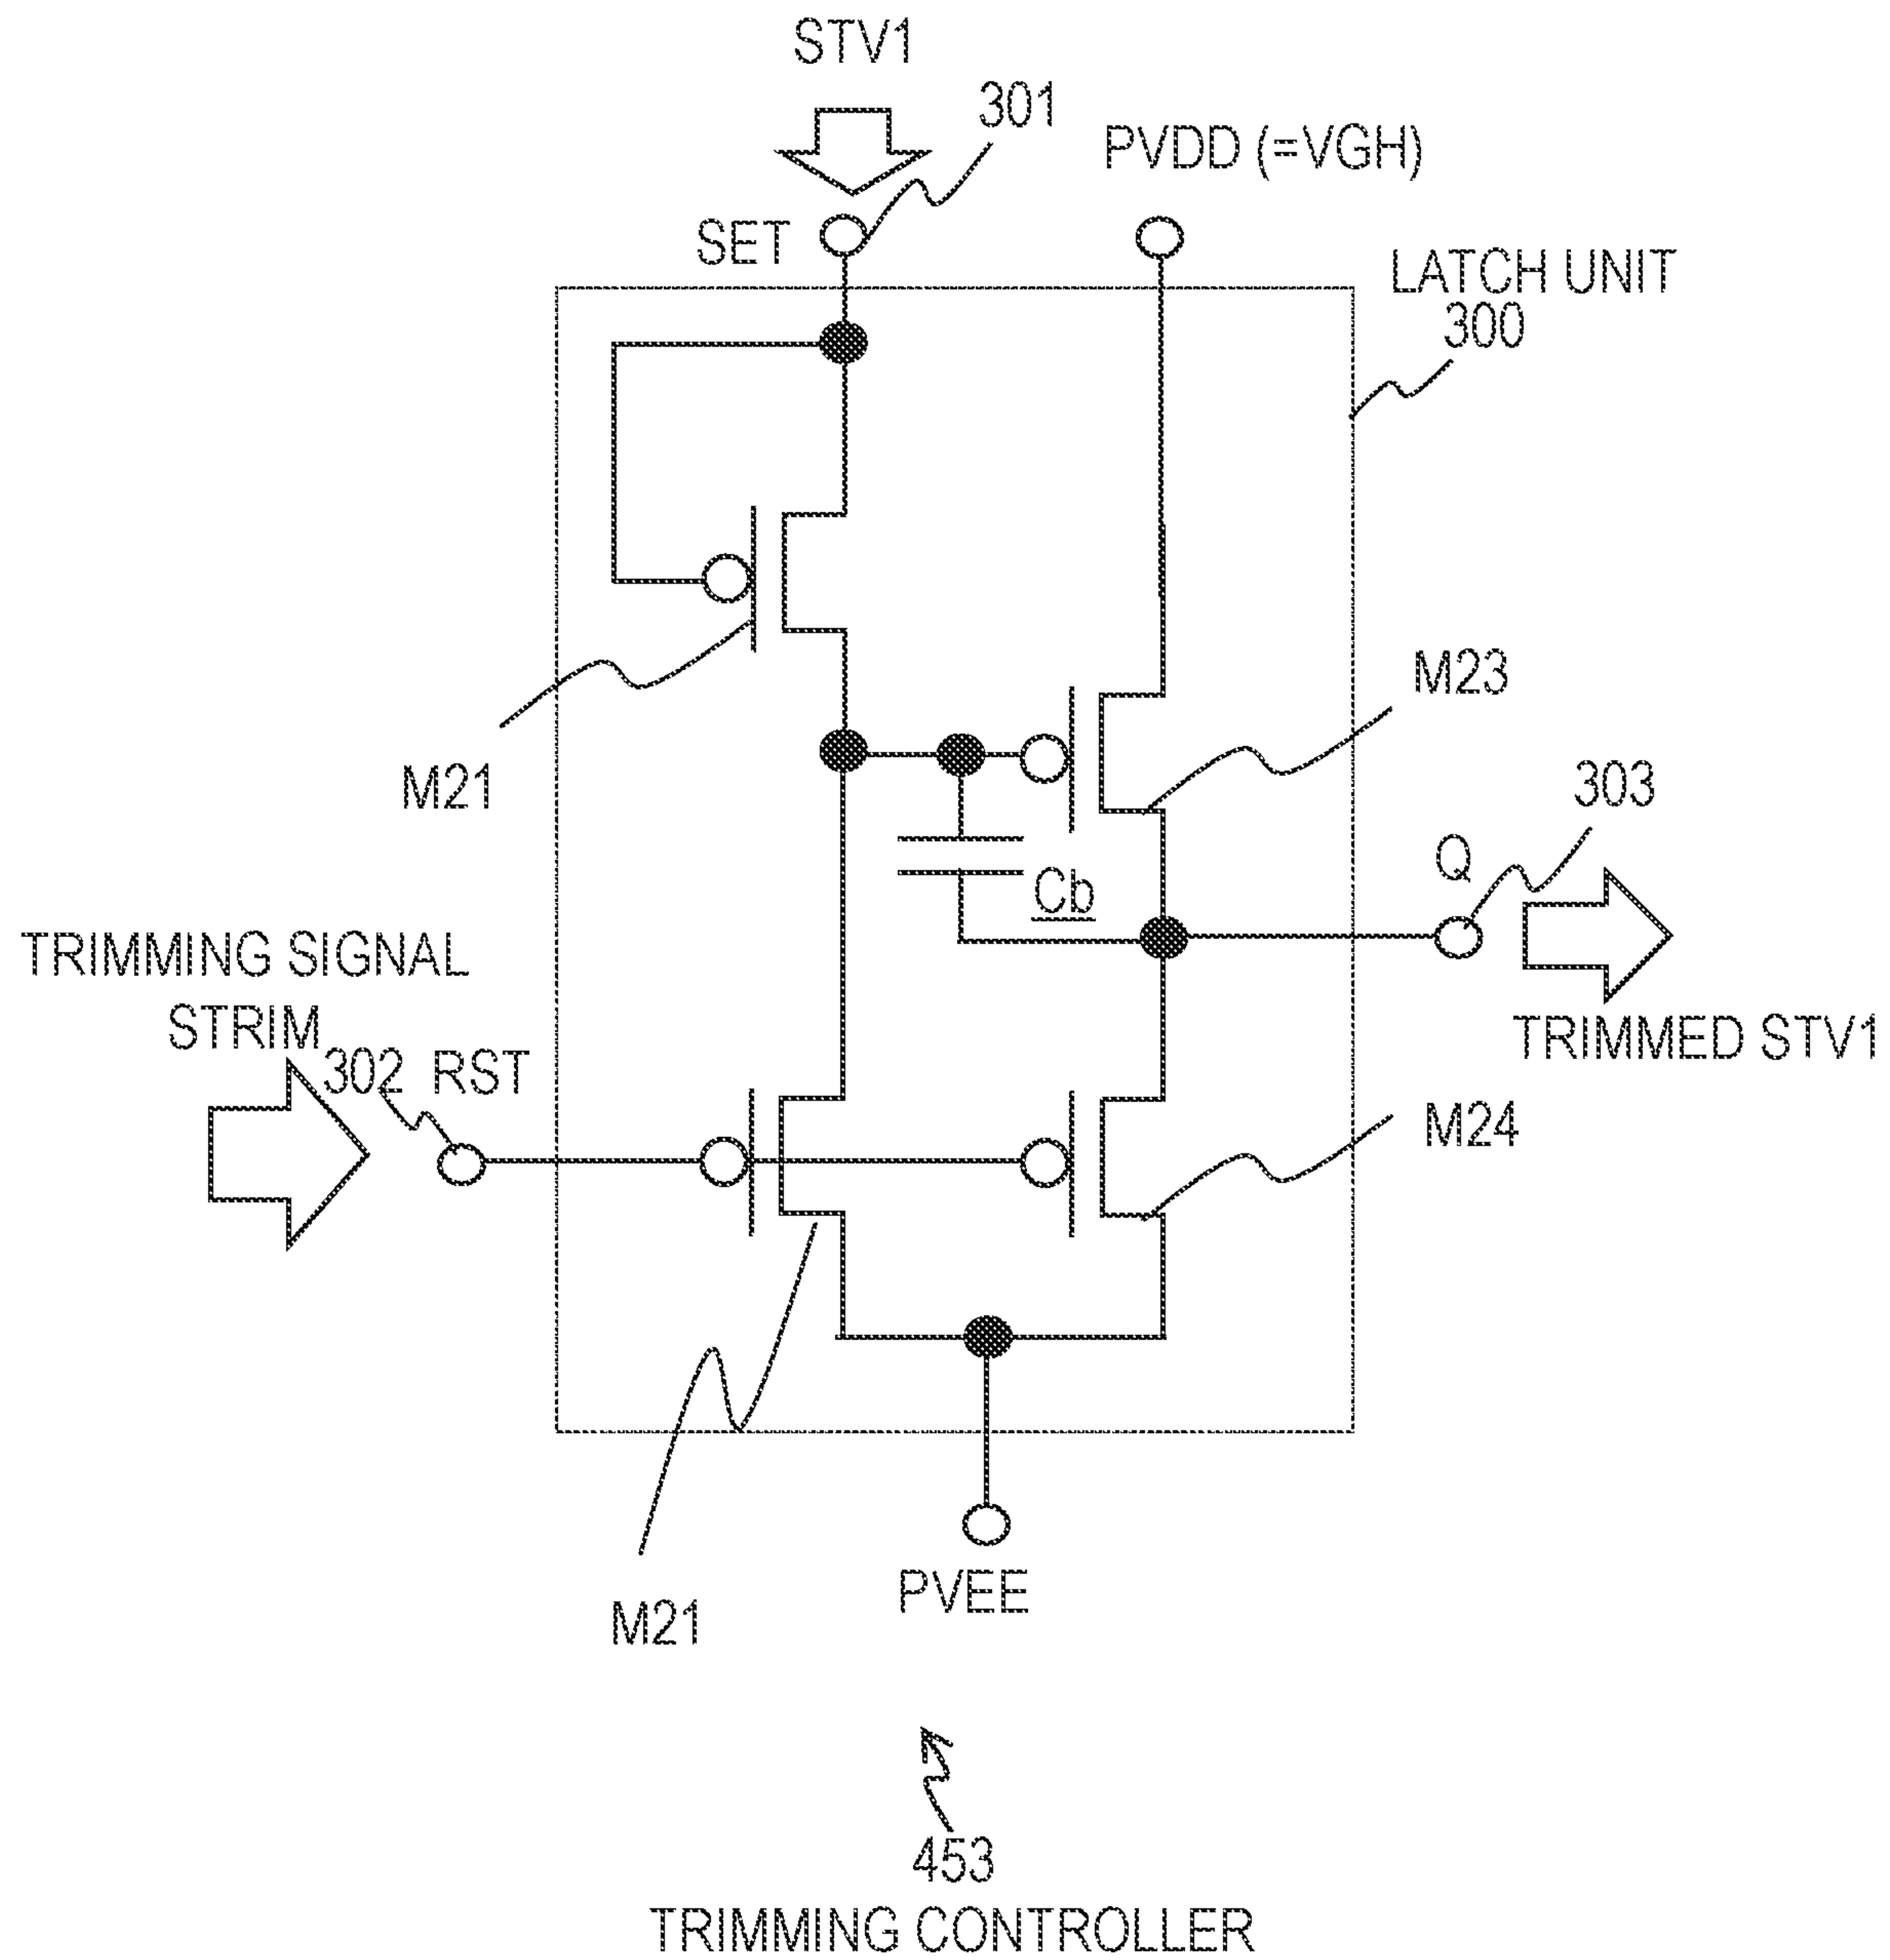 STV1
301
PVDD (=VGH)
SET
LATCH UNIT
300
M23
M21
303
Q
Cb
TRIMMING SIGNAL
STRIM
302 RST
TRIMMED STV1
M24
PVEE
M21
453
TRIMMING CONTROLLER